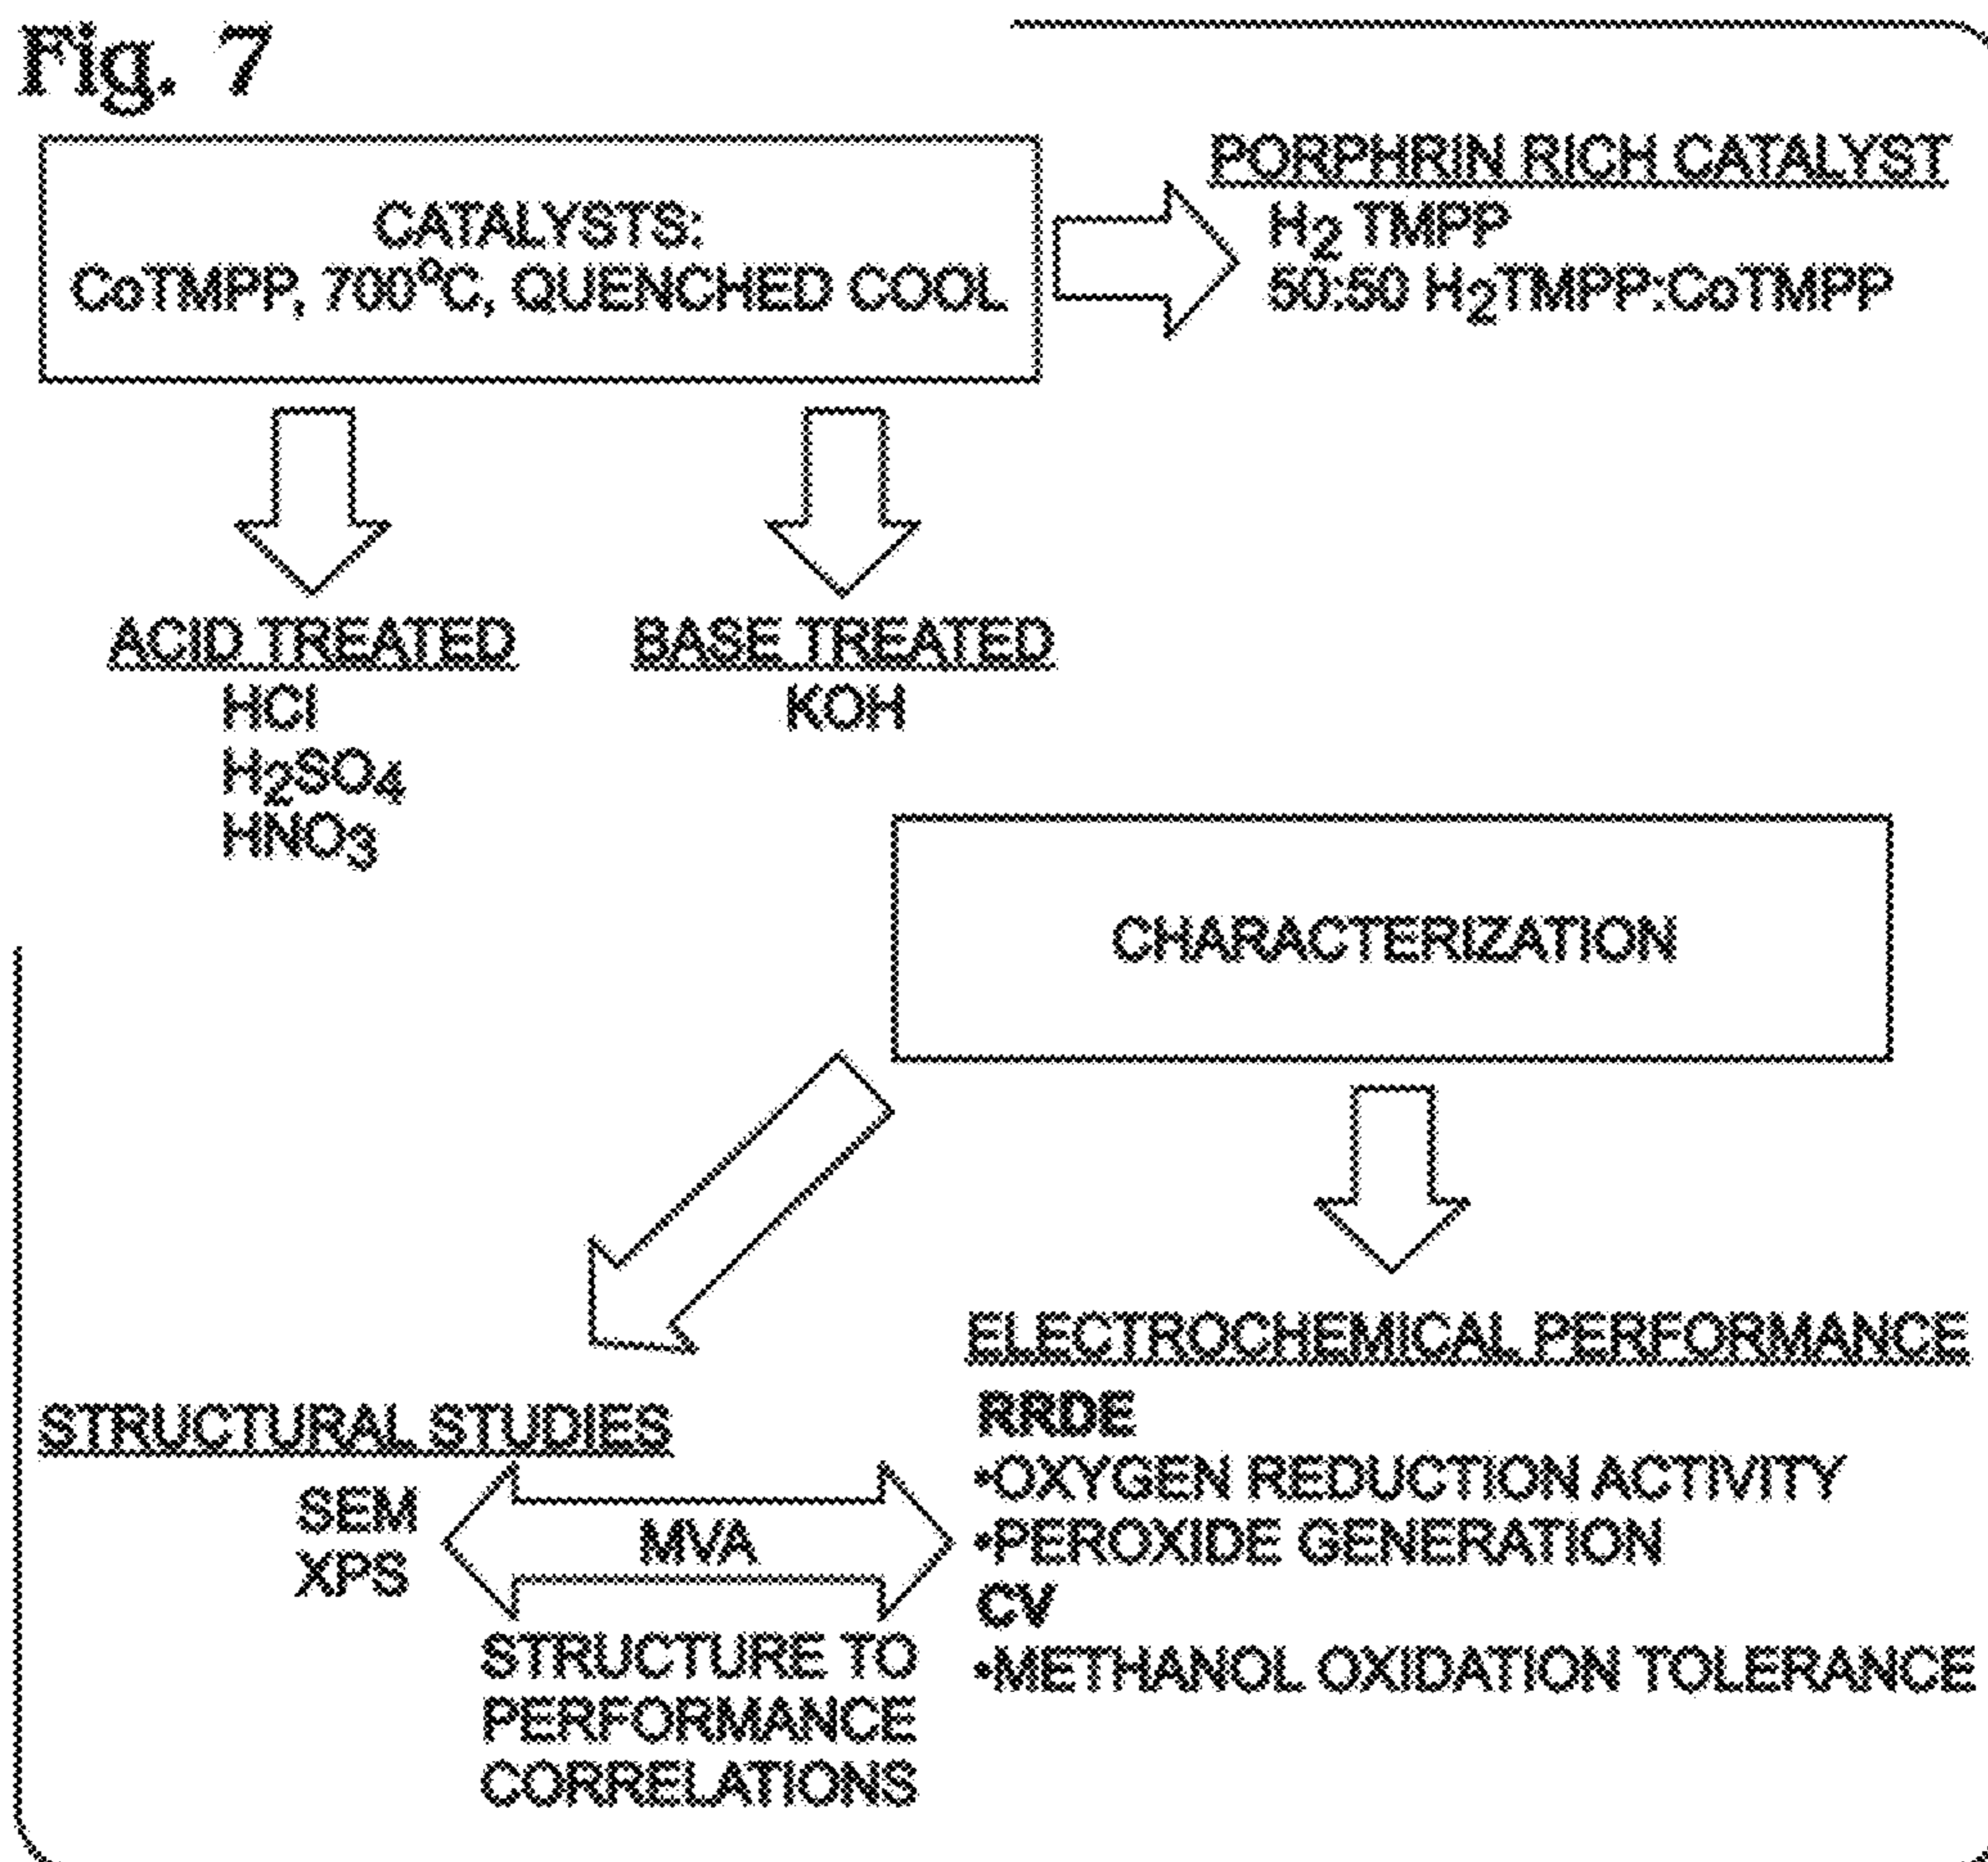 Fig. 7
CATALYSTS:
CoTMPP, 700°C, QUENCHED COOL
PORPHRIN RICH CATALYST
H2 TMPP
50:50 H2TMPP:CoTMPP
ACID TREATED
HCl
H2SO4
HNO3
BASE TREATED
KOH
CHARACTERIZATION
STRUCTURAL STUDIES
SEM
XPS
MVA
STRUCTURE TO
PERFORMANCE
CORRELATIONS
ELECTROCHEMICAL PERFORMANCE
RRDE
•OXYGEN REDUCTION ACTIVITY
•PEROXIDE GENERATION
CV
•METHANOL OXIDATION TOLERANCE